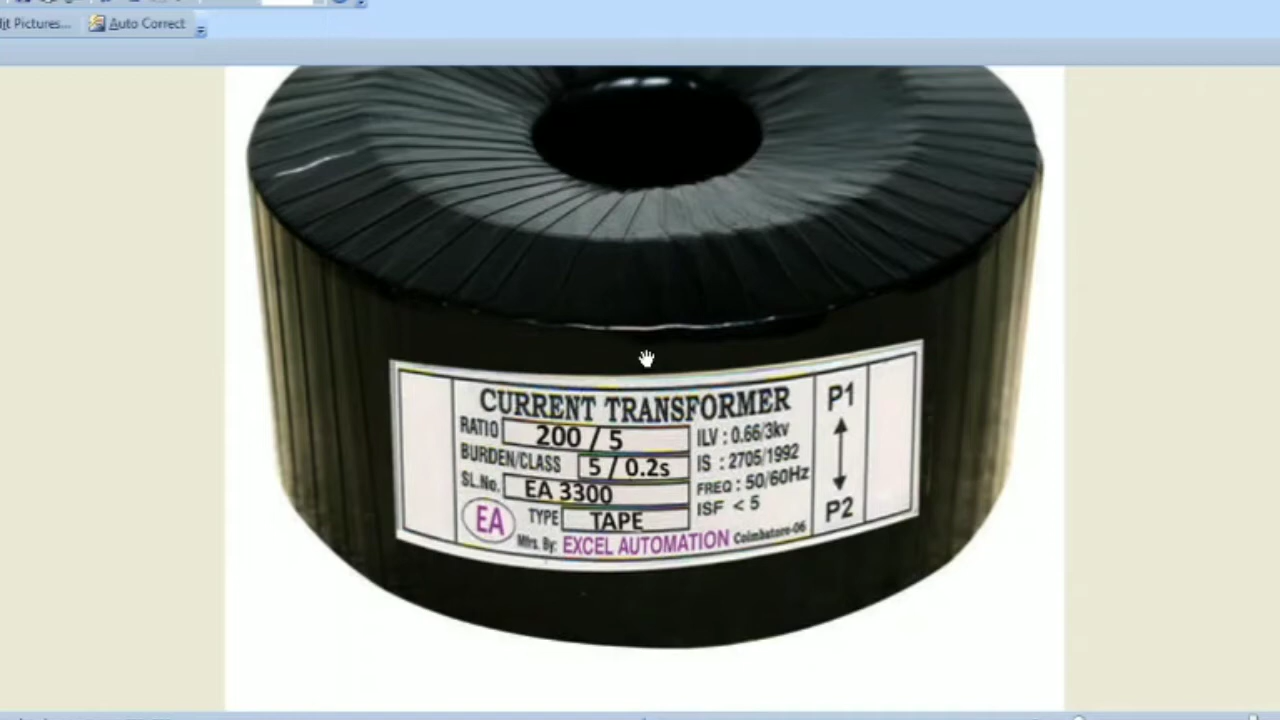 it Pictures... Auto Correct
CURRENT TRANSFORMER
RATIO 200 / 5
BURDEN/CLASS 5 / 0.2s
SL.No. EA 3300
EA TYPE TAPE
Mfrs. By: EXCEL AUTOMATION Coimbatore-06
ILV : 0.66/3kv
IS : 2705/1992
FREQ : 50/60Hz
ISF < 5
P1
P2